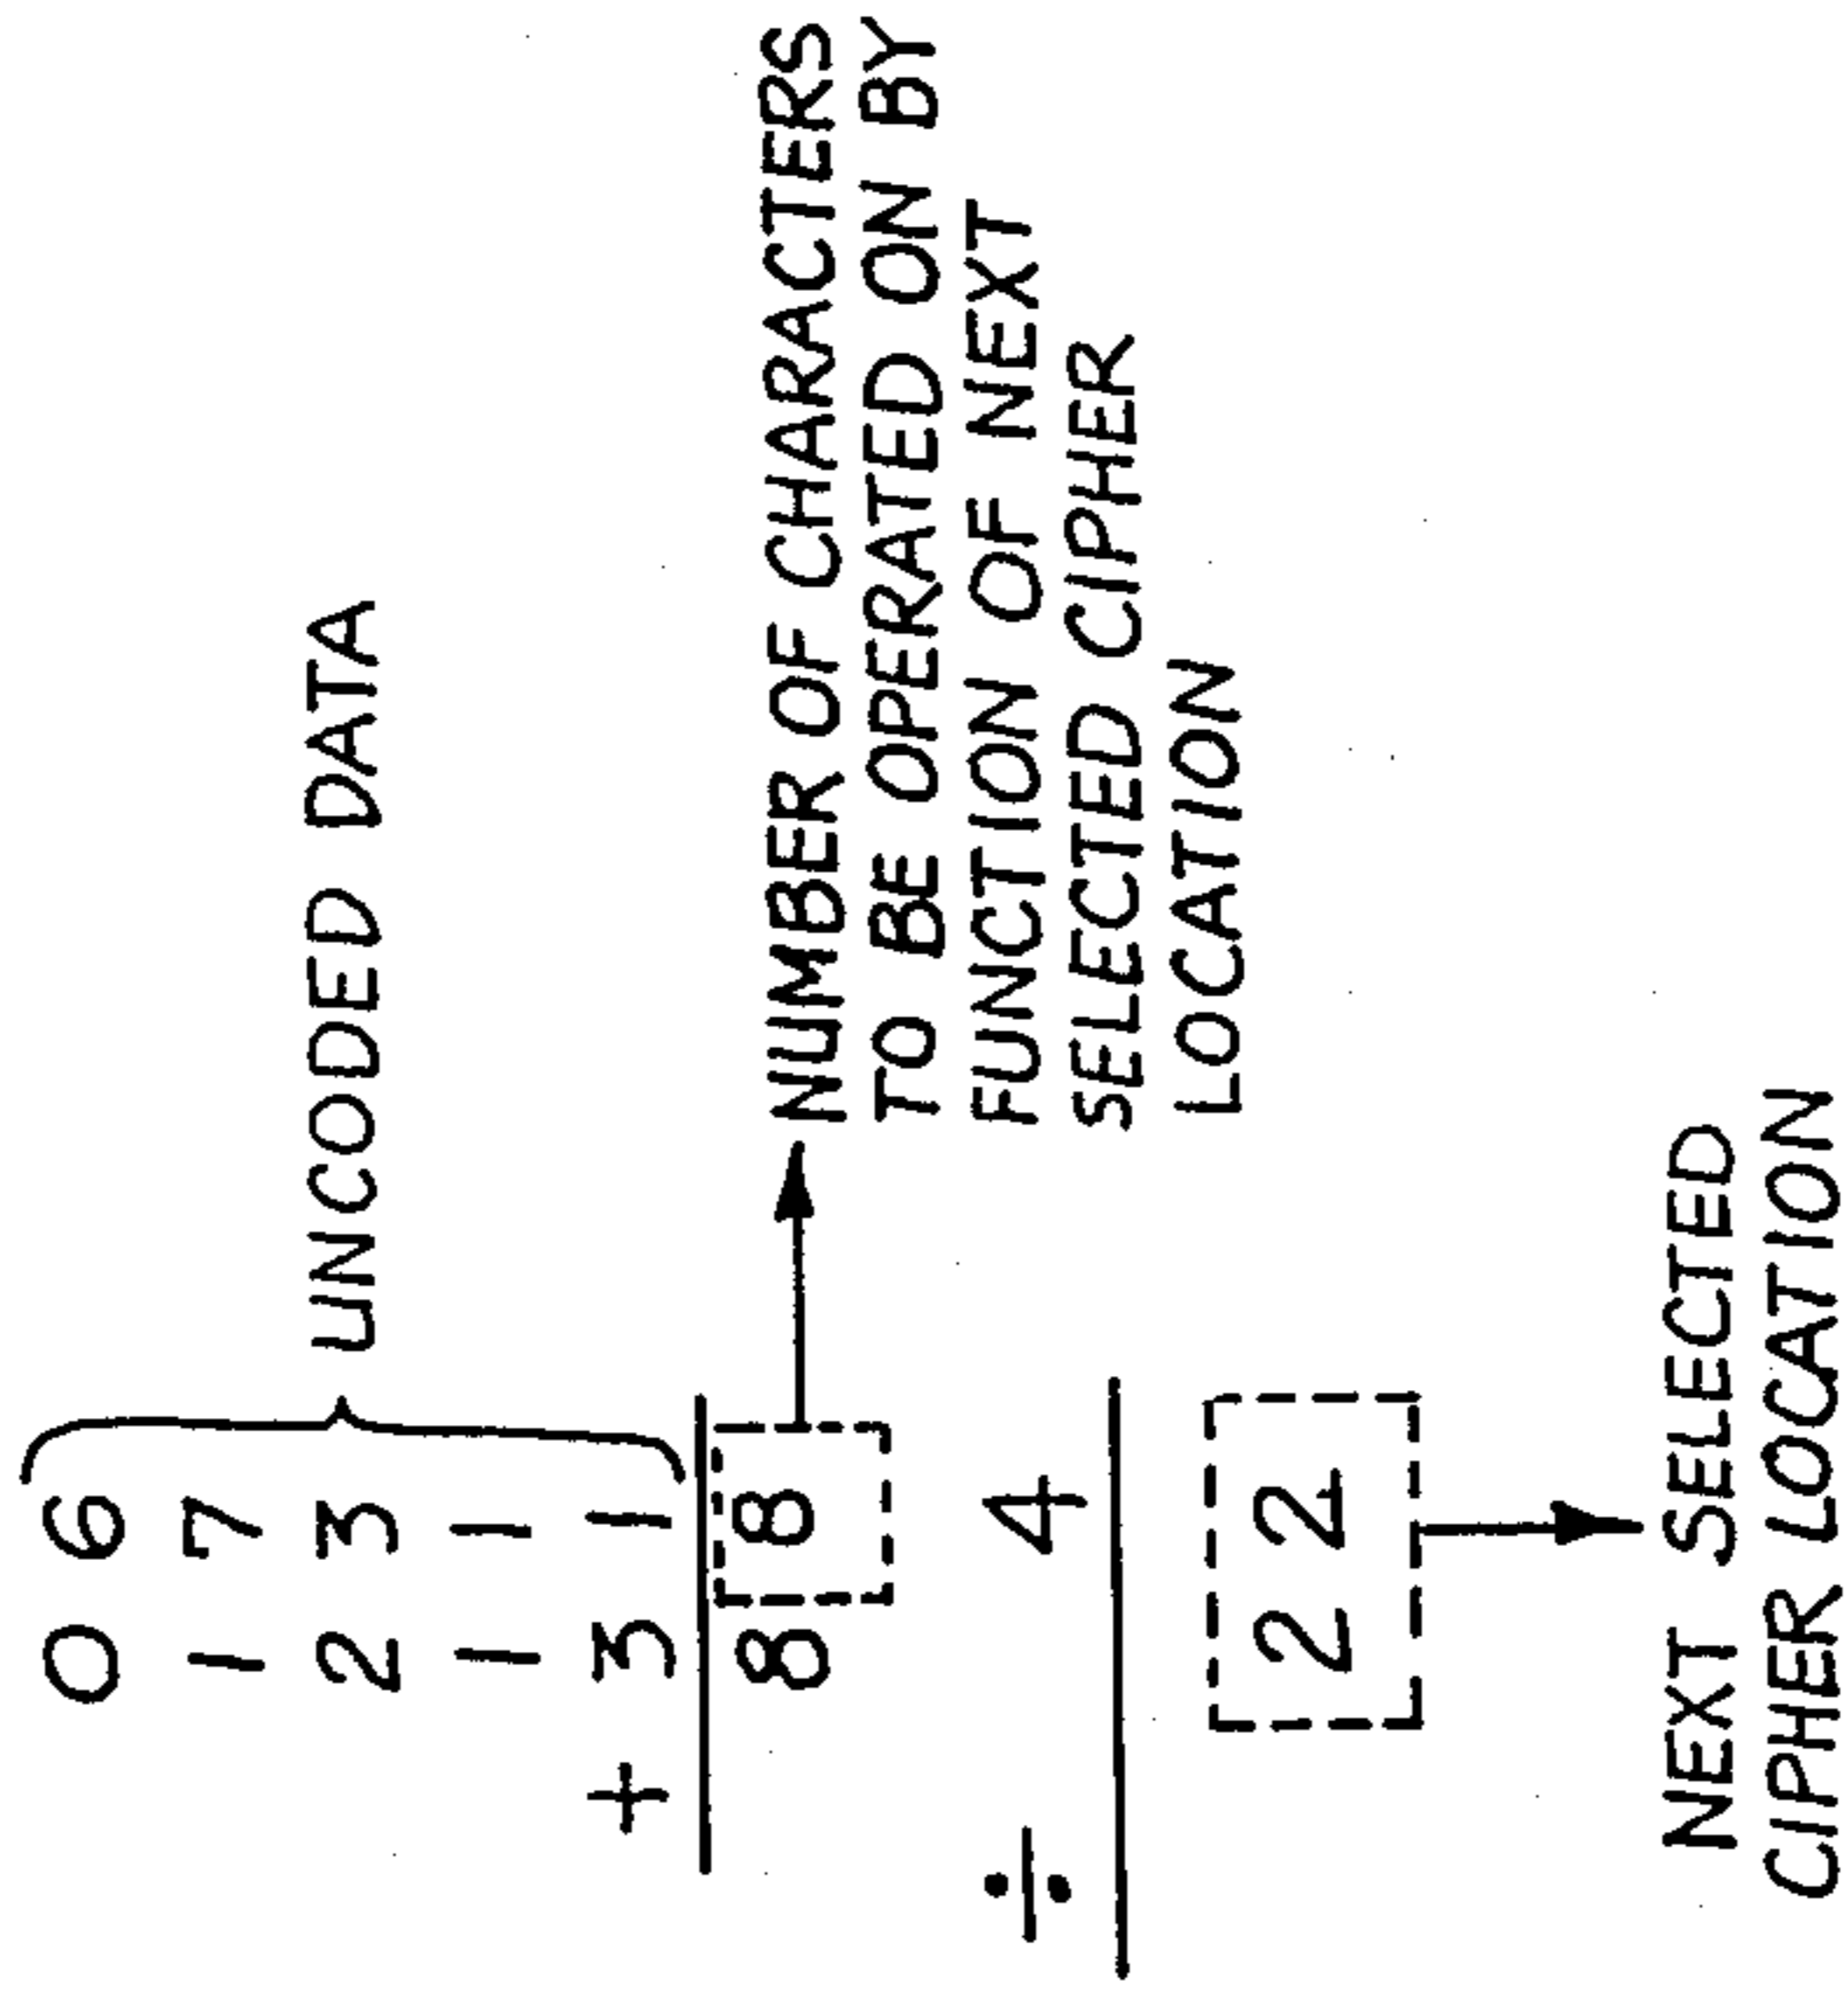 06
17
23
11
+ 31
UNCODED DATA
88
NUMBER OF CHARACTERS
TO BE OPERATED ON BY
FUNCTION OF NEXT
SELECTED CIPHER
LOCATION
÷ 4
22
NEXT SELECTED
CIPHER LOCATION